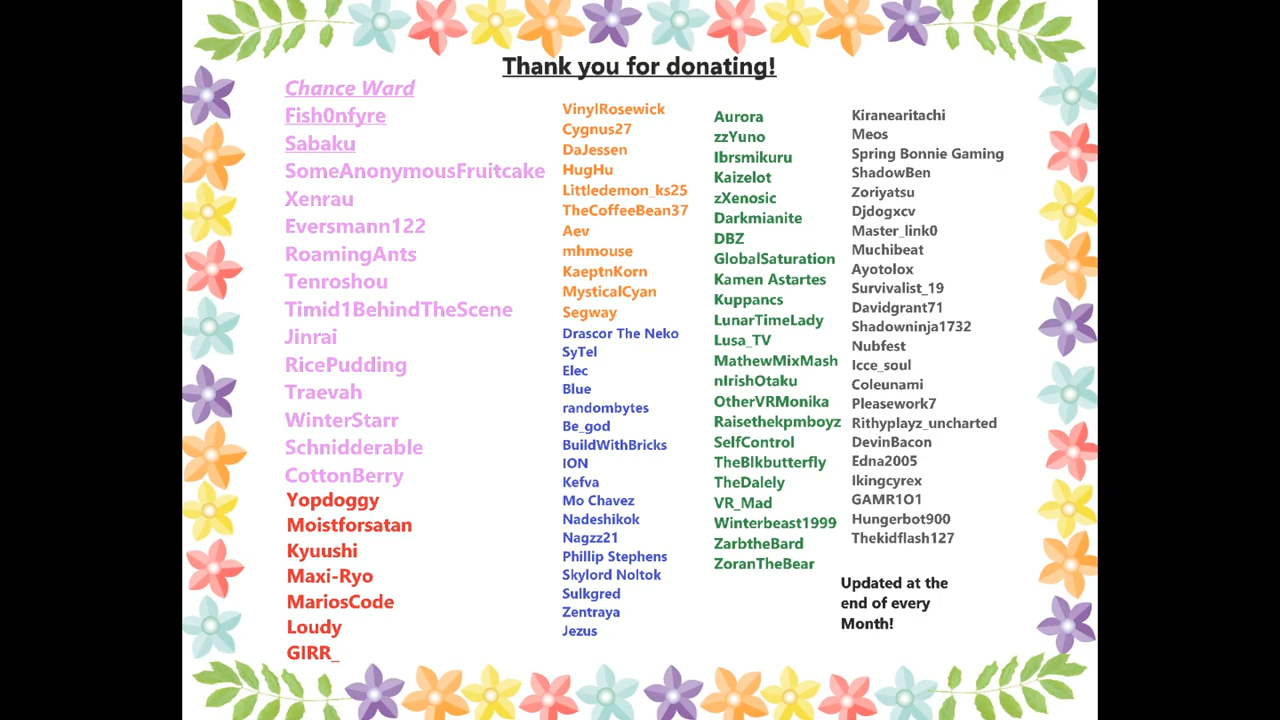 Thank you for donating!
Chance Ward
Fish0nfyre
Sabaku
SomeAnonymousFruitcake
Xenrau
Eversmann122
RoamingAnts
Tenroshou
Timid1BehindTheScene
Jinrai
RicePudding
Traevah
WinterStarr
Schnidderable
CottonBerry
Yopdoggy
Moistforsatan
Kyuushi
Maxi-Ryo
MariosCode
Loudy
GIRR_
VinylRosewick
Cygnus27
DaJessen
HugHu
Littledemon_ks25
TheCoffeeBean37
Aev
mhmouse
KaeptnKorn
MysticalCyan
Segway
Drascor The Neko
SyTel
Elec
Blue
randombytes
Be_god
BuildWithBricks
ION
Kefva
Mo Chavez
Nadeshikok
Nagzz21
Phillip Stephens
Skylord Noltok
Sulkgred
Zentraya
Jezus
Aurora
zzYuno
Ibrsmikuru
Kaizelot
zXenosic
Darkmianite
DBZ
GlobalSaturation
Kamen Astartes
Kuppancs
LunarTimeLady
Lusa_TV
MathewMixMash
nIrishOtaku
OtherVRMonika
Raisethekpmboyz
SelfControl
TheBlkbutterfly
TheDalely
VR_Mad
Winterbeast1999
ZarbtheBard
ZoranTheBear
Kiranearitachi
Meos
Spring Bonnie Gaming
ShadowBen
Zoriyatsu
Djdogxcv
Master_link0
Muchibeat
Ayotolox
Survivalist_19
Davidgrant71
Shadowninja1732
Nubfest
Icce_soul
Coleunami
Pleasework7
Rithyplayz_uncharted
DevinBacon
Edna2005
Ikingcyrex
GAMR1O1
Hungerbot900
Thekidflash127
Updated at the
end of every
Month!